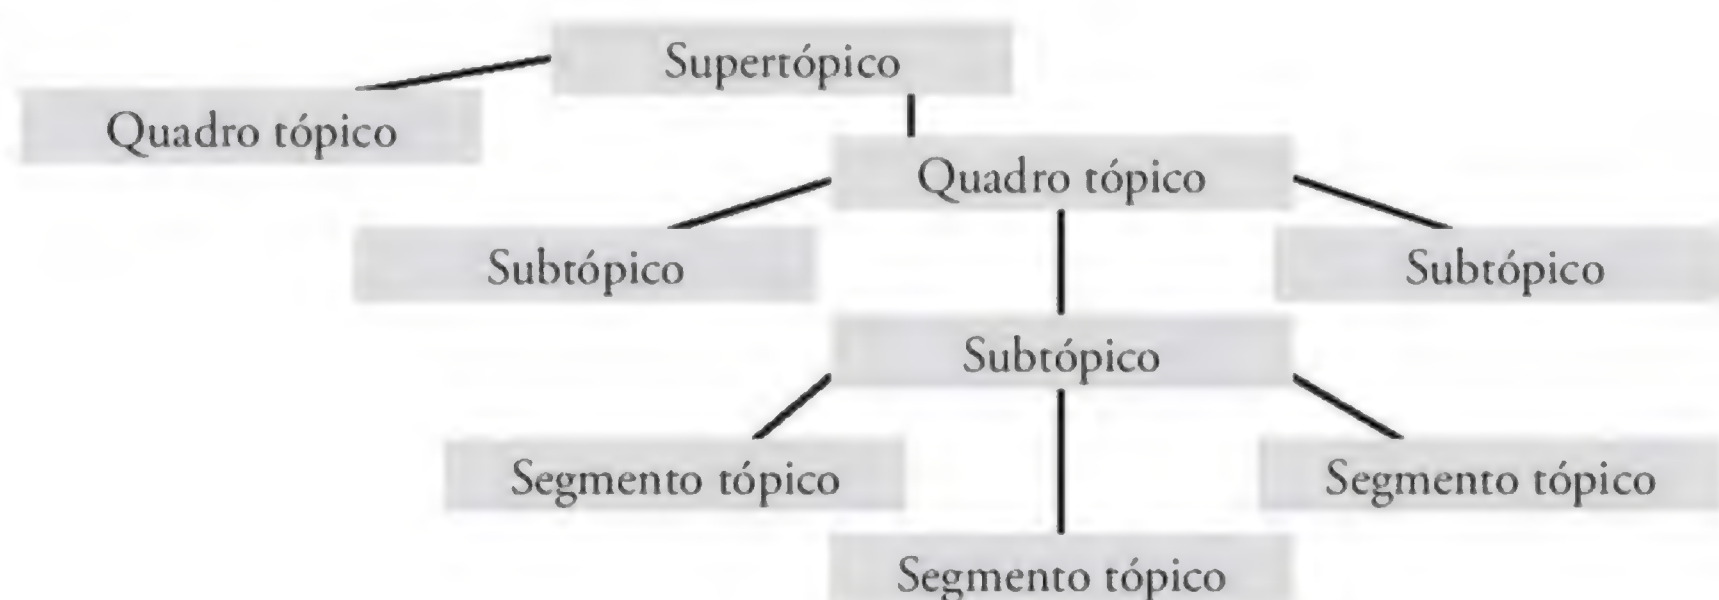 Supertópico
Quadro tópico
Quadro tópico
Subtópico
Subtópico
Subtópico
Segmento tópico
Segmento tópico
Segmento tópico